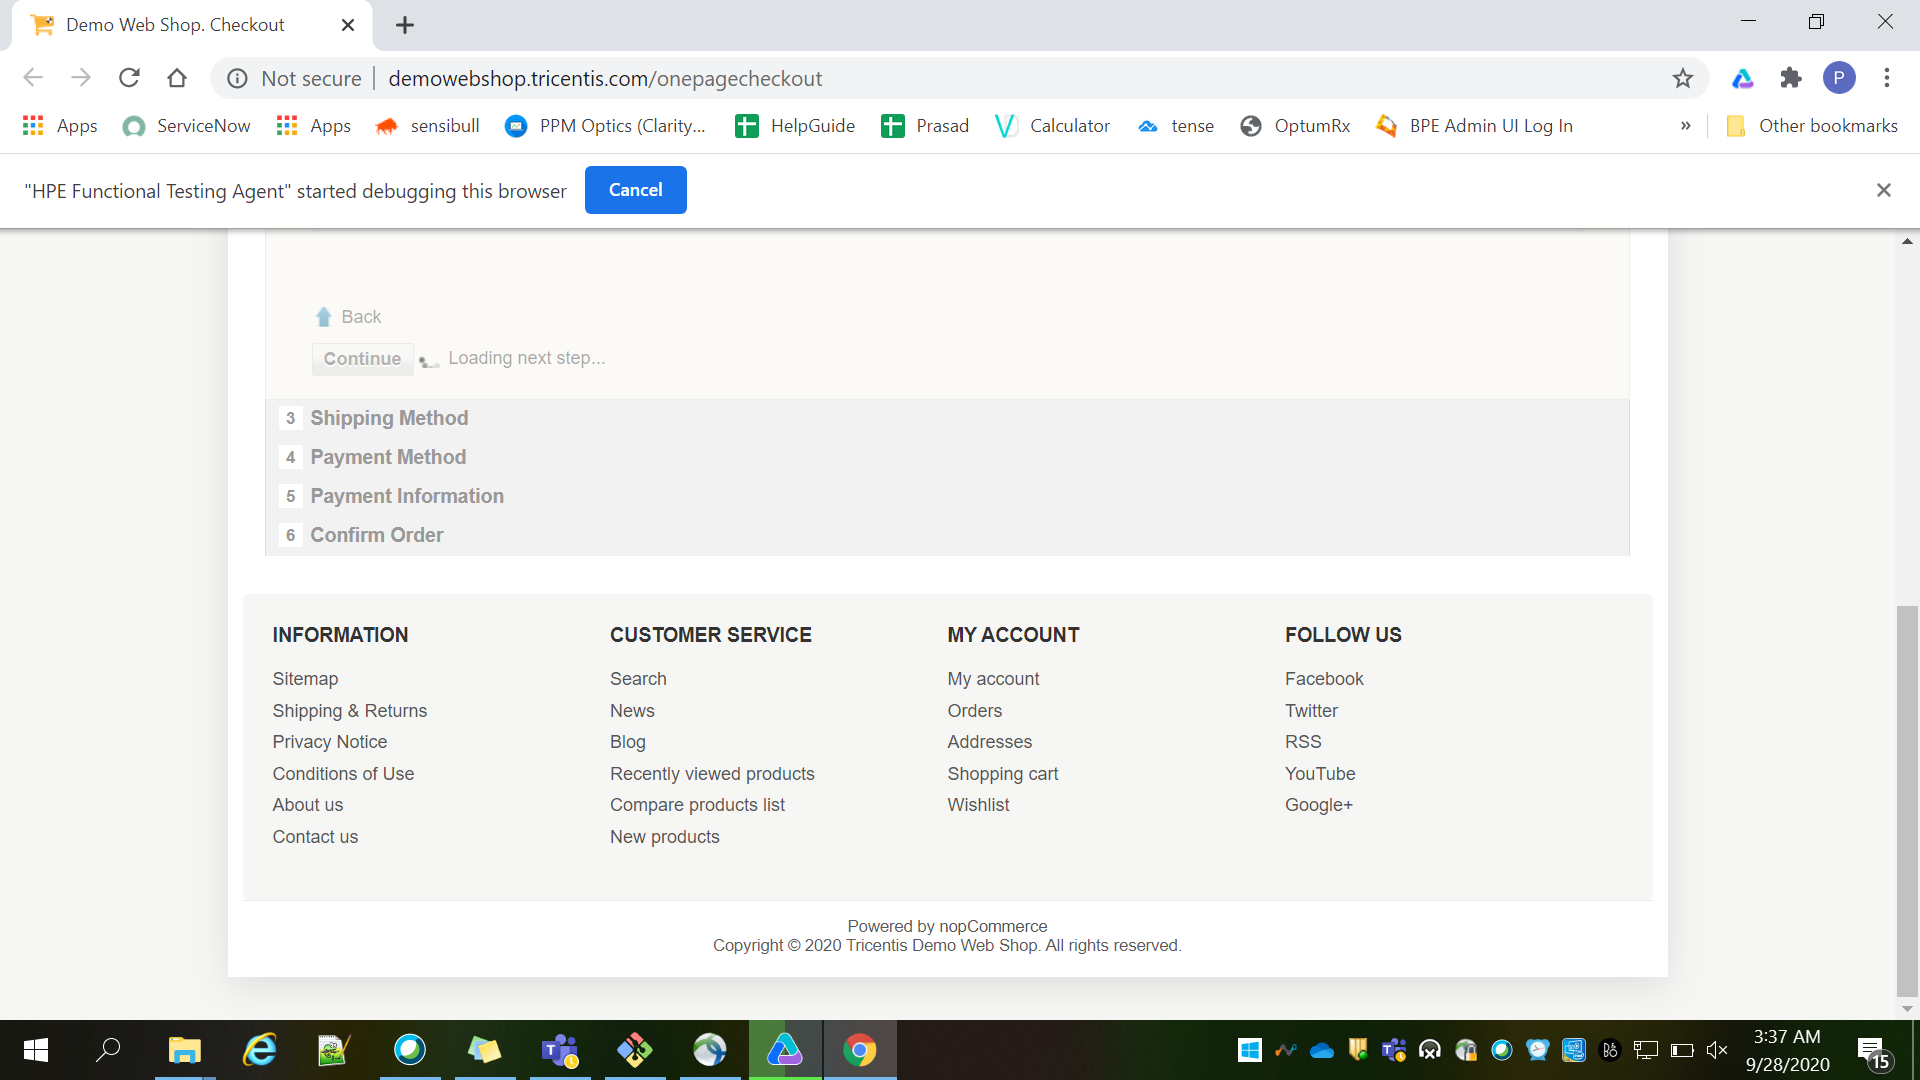 Demo Web Shop. Checkout
Not secure | demowebshop.tricentis.com/onepagecheckout
P
Apps ServiceNow Apps sensibull PPM Optics (Clarity... HelpGuide Prasad Calculator tense OptumRx BPE Admin UI Log In » Other bookmarks
"HPE Functional Testing Agent" started debugging this browser Cancel
Back
Continue Loading next step...
3 Shipping Method
4 Payment Method
5 Payment Information
6 Confirm Order
INFORMATION
Sitemap
Shipping & Returns
Privacy Notice
Conditions of Use
About us
Contact us
CUSTOMER SERVICE
Search
News
Blog
Recently viewed products
Compare products list
New products
MY ACCOUNT
My account
Orders
Addresses
Shopping cart
Wishlist
FOLLOW US
Facebook
Twitter
RSS
YouTube
Google+
Powered by nopCommerce
Copyright © 2020 Tricentis Demo Web Shop. All rights reserved.
3:37 AM
9/28/2020
15